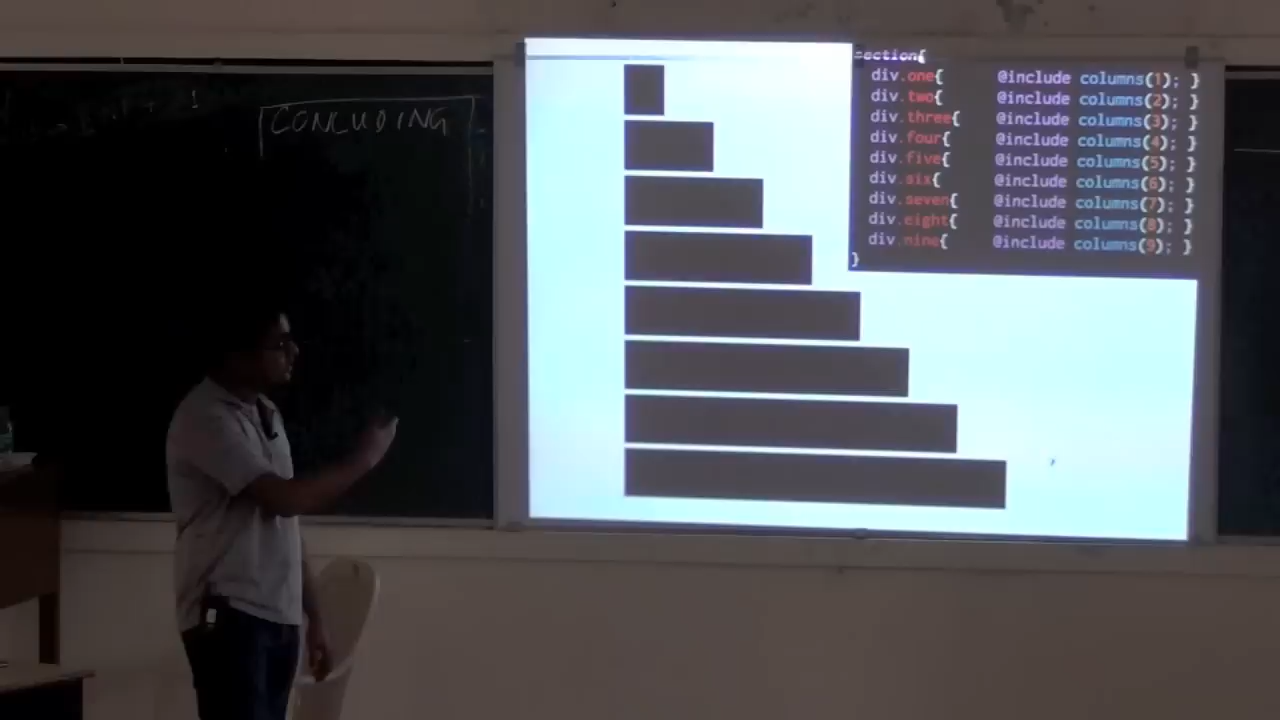 CONCLUDING
section{
div.one{ @include columns(1); }
div.two{ @include columns(2); }
div.three{ @include columns(3); }
div.four{ @include columns(4); }
div.five{ @include columns(5); }
div.six{ @include columns(6); }
div.seven{ @include columns(7); }
div.eight{ @include columns(8); }
div.nine{ @include columns(9); }
}